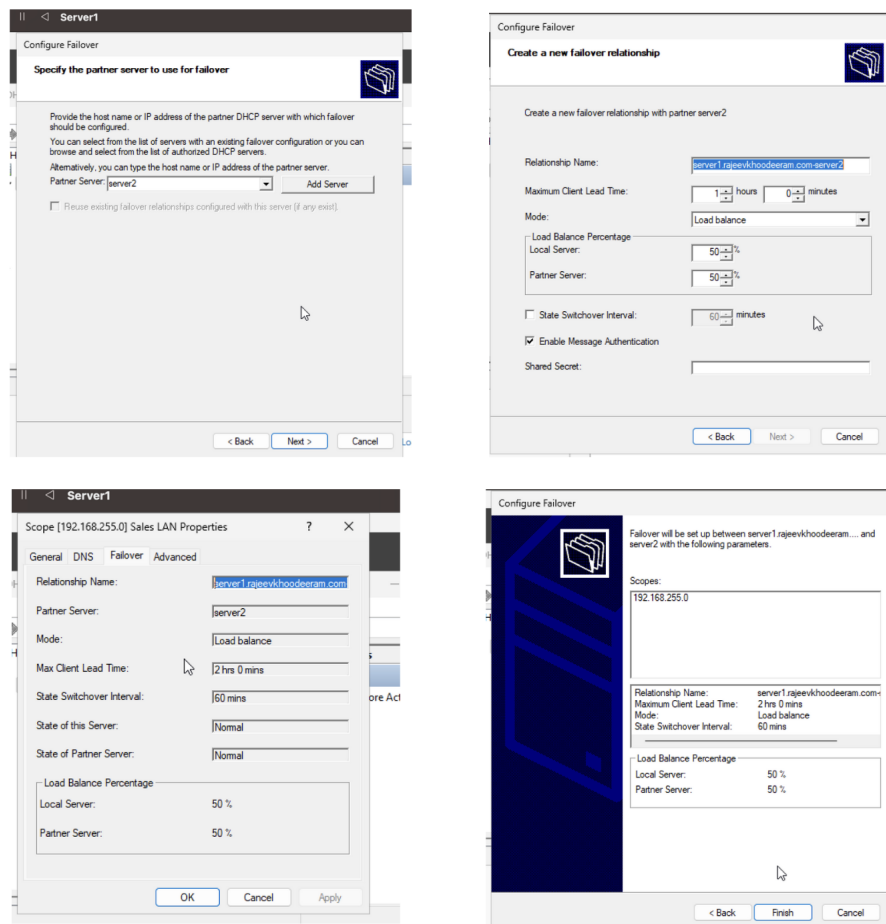 Server1
Configure Failover
Specify the partner server to use for failover
Provide the host name or IP address of the partner DHCP server with which failover
should be configured.
You can select from the list of servers with an existing failover configuration or you can
browse and select from the list of authorized DHCP servers.
Alternatively, you can type the host name or IP address of the partner server.
Partner Server: server2 Add Server
Reuse existing failover relationships configured with this server (if any exist).
< Back Next > Cancel
Configure Failover
Create a new failover relationship
Create a new failover relationship with partner server2
Relationship Name: server1.rajeevkhoodeeram.com-server2
Maximum Client Lead Time: 1 hours 0 minutes
Mode: Load balance
Load Balance Percentage
Local Server: 50 %
Partner Server: 50 %
State Switchover Interval: 60 minutes
Enable Message Authentication
Shared Secret:
< Back Next > Cancel
Server1
Scope [192.168.255.0] Sales LAN Properties ?
General DNS Failover Advanced
Relationship Name: server1.rajeevkhoodeeram.com
Partner Server: server2
Mode: Load balance
Max Client Lead Time: 2 hrs 0 mins
State Switchover Interval: 60 mins
State of this Server: Normal
State of Partner Server: Normal
Load Balance Percentage
Local Server: 50 %
Partner Server: 50 %
OK Cancel Apply
Configure Failover
Failover will be set up between server1.rajeevkhoodeeram.... and
server2 with the following parameters.
Scopes:
192.168.255.0
Relationship Name: server1.rajeevkhoodeeram.com-
Maximum Client Lead Time: 2 hrs 0 mins
Mode: Load balance
State Switchover Interval: 60 mins
Load Balance Percentage
Local Server: 50 %
Partner Server: 50 %
< Back Finish Cancel